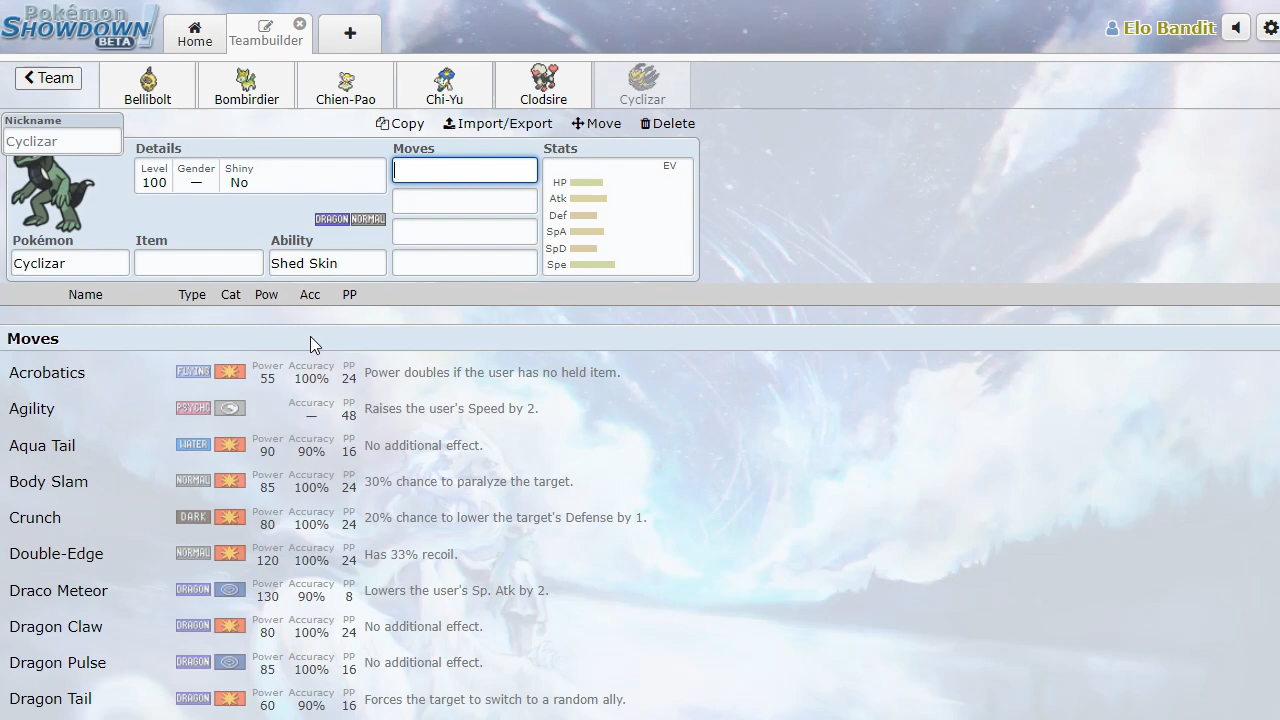 Pokémon
SHOWDOWN!
BETA
Home
Teambuilder
+
Elo Bandit
Team
Bellibolt
Bombirdier
Chien-Pao
Chi-Yu
Clodsire
Cyclizar
Nickname
Cyclizar
Copy
Import/Export
Move
Delete
Details
Level
100
Gender
—
Shiny
No
DRAGON NORMAL
Pokémon
Cyclizar
Item
Ability
Shed Skin
Moves
Stats
EV
HP
Atk
Def
SpA
SpD
Spe
Name Type Cat Pow Acc PP
Moves
Acrobatics FLYING Power 55 Accuracy 100% PP 24 Power doubles if the user has no held item.
Agility PSYCHC Accuracy — PP 48 Raises the user's Speed by 2.
Aqua Tail WATER Power 90 Accuracy 90% PP 16 No additional effect.
Body Slam NORMAL Power 85 Accuracy 100% PP 24 30% chance to paralyze the target.
Crunch DARK Power 80 Accuracy 100% PP 24 20% chance to lower the target's Defense by 1.
Double-Edge NORMAL Power 120 Accuracy 100% PP 24 Has 33% recoil.
Draco Meteor DRAGON Power 130 Accuracy 90% PP 8 Lowers the user's Sp. Atk by 2.
Dragon Claw DRAGON Power 80 Accuracy 100% PP 24 No additional effect.
Dragon Pulse DRAGON Power 85 Accuracy 100% PP 16 No additional effect.
Dragon Tail DRAGON Power 60 Accuracy 90% PP 16 Forces the target to switch to a random ally.